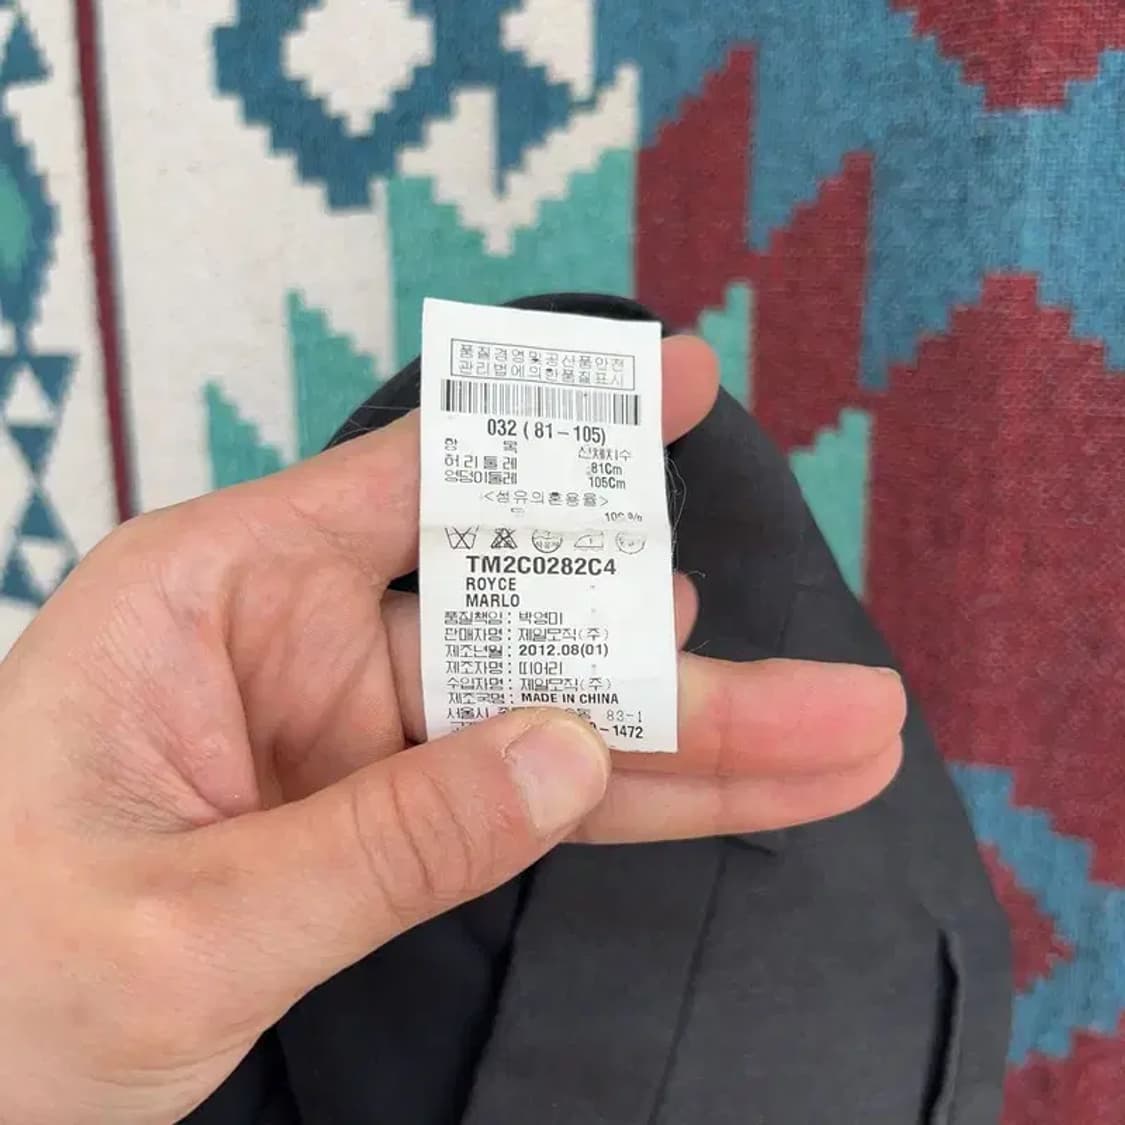 품질경영및공산품안전
관리법에의한품질표시
032 ( 81-105)
항 목 신체치수
허리둘레 81Cm
엉덩이둘레 105Cm
<섬유의혼용율>
100 %
TM2C0282C4
ROYCE
MARLO
품질책임 : 박영미
판매자명 : 제일모직(주)
제조년월 : 2012.08(01)
제조자명 : 띠어리
수입자명 : 제일모직(주)
제조국명 : MADE IN CHINA
서울시 83-1
-1472